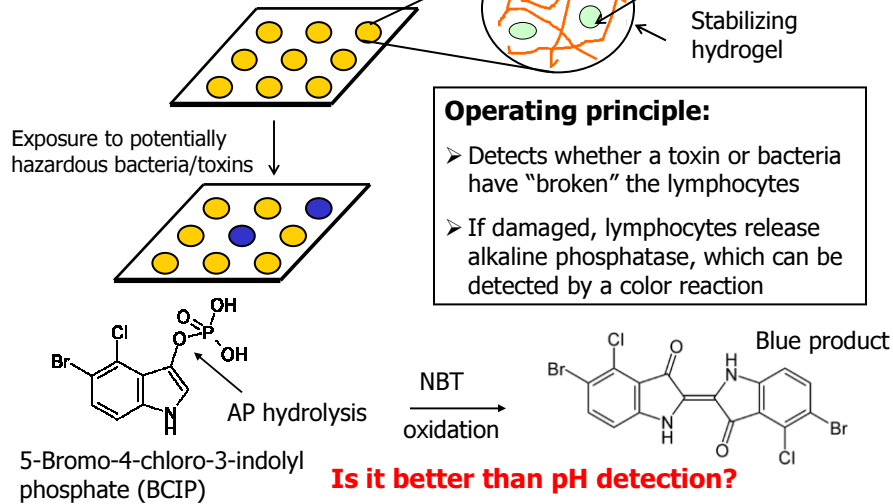 Stabilizing
hydrogel
Operating principle:
➢ Detects whether a toxin or bacteria
have “broken” the lymphocytes
➢ If damaged, lymphocytes release
alkaline phosphatase, which can be
detected by a color reaction
Exposure to potentially
hazardous bacteria/toxins
O
OH
P
O
OH
Cl
Br
N
H
AP hydrolysis
5-Bromo-4-chloro-3-indolyl
phosphate (BCIP)
NBT
oxidation
Blue product
Cl
O
H
N
Br
N
H
O
Cl
Br
Is it better than pH detection?